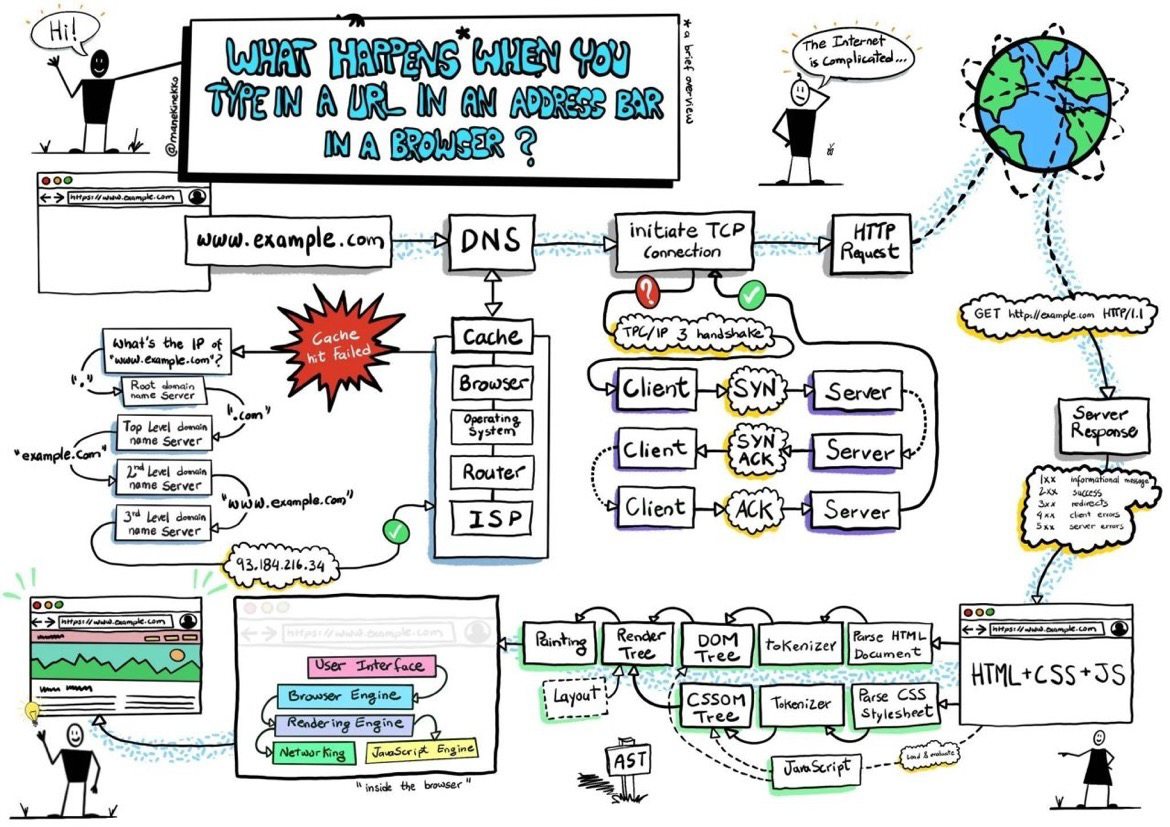 Hi!
WHAT HAPPENS* WHEN YOU
TYPE IN A URL IN AN ADDRESS BAR
IN A BROWSER ?
@manekinekko
* a brief overview
The Internet
is complicated...
https://www.example.com
www.example.com
DNS
initiate TCP
Connection
HTTP
Request
GET http://example.com HTTP/1.1
Server
Response
1xx informational message
2xx success
3xx redirects
4xx client errors
5xx server errors
Cache
Browser
Operating
System
Router
ISP
Cache
hit Failed
What's the IP of
"www.example.com"?
"."
Root domain
name Server
".com"
Top Level domain
name Server
"example.com"
2nd Level domain
name Server
"www.example.com"
3rd Level domain
name Server
93.184.216.34
?
TPC/IP 3 handshake
Client SYN Server
Client SYN
ACK Server
Client ACK Server
HTML+CSS+JS
https://www.example.com
Parse HTML
Document
toKenizer
DOM
Tree
Render
Tree
Painting
Layout
Parse CSS
Stylesheet
Tokenizer
CSSOM
Tree
JavaScript
Load & evaluate
AST
https://www.example.com
User Interface
Browser Engine
Rendering Engine
Networking
JavaScript Engine
"inside the browser"
https://www.example.com